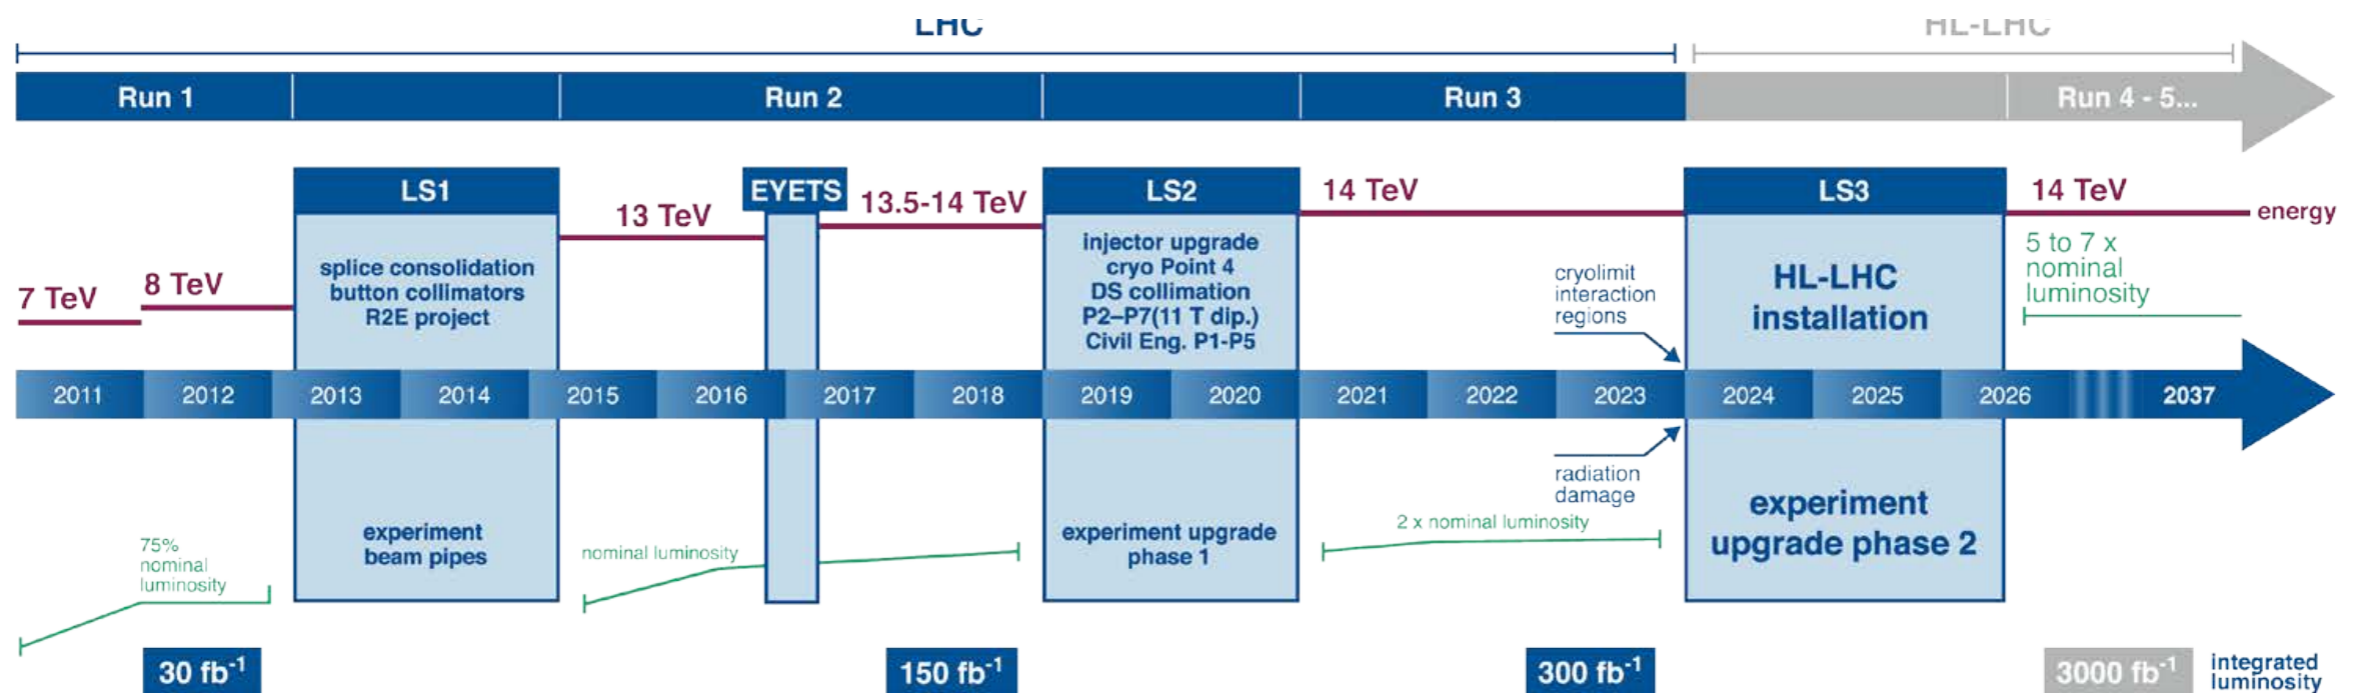 LHC
HL-LHC
Run 1
Run 2
Run 3
Run 4 - 5...
LS1
EYETS
LS2
LS3
7 TeV
8 TeV
13 TeV
13.5-14 TeV
14 TeV
14 TeV
energy
splice consolidation
button collimators
R2E project
injector upgrade
cryo Point 4
DS collimation
P2–P7(11 T dip.)
Civil Eng. P1-P5
cryolimit
interaction
regions
HL-LHC
installation
5 to 7 x
nominal
luminosity
2011
2012
2013
2014
2015
2016
2017
2018
2019
2020
2021
2022
2023
2024
2025
2026
2037
75%
nominal
luminosity
experiment
beam pipes
nominal luminosity
experiment upgrade
phase 1
2 x nominal luminosity
radiation
damage
experiment
upgrade phase 2
30 fb⁻¹
150 fb⁻¹
300 fb⁻¹
3000 fb⁻¹
integrated
luminosity